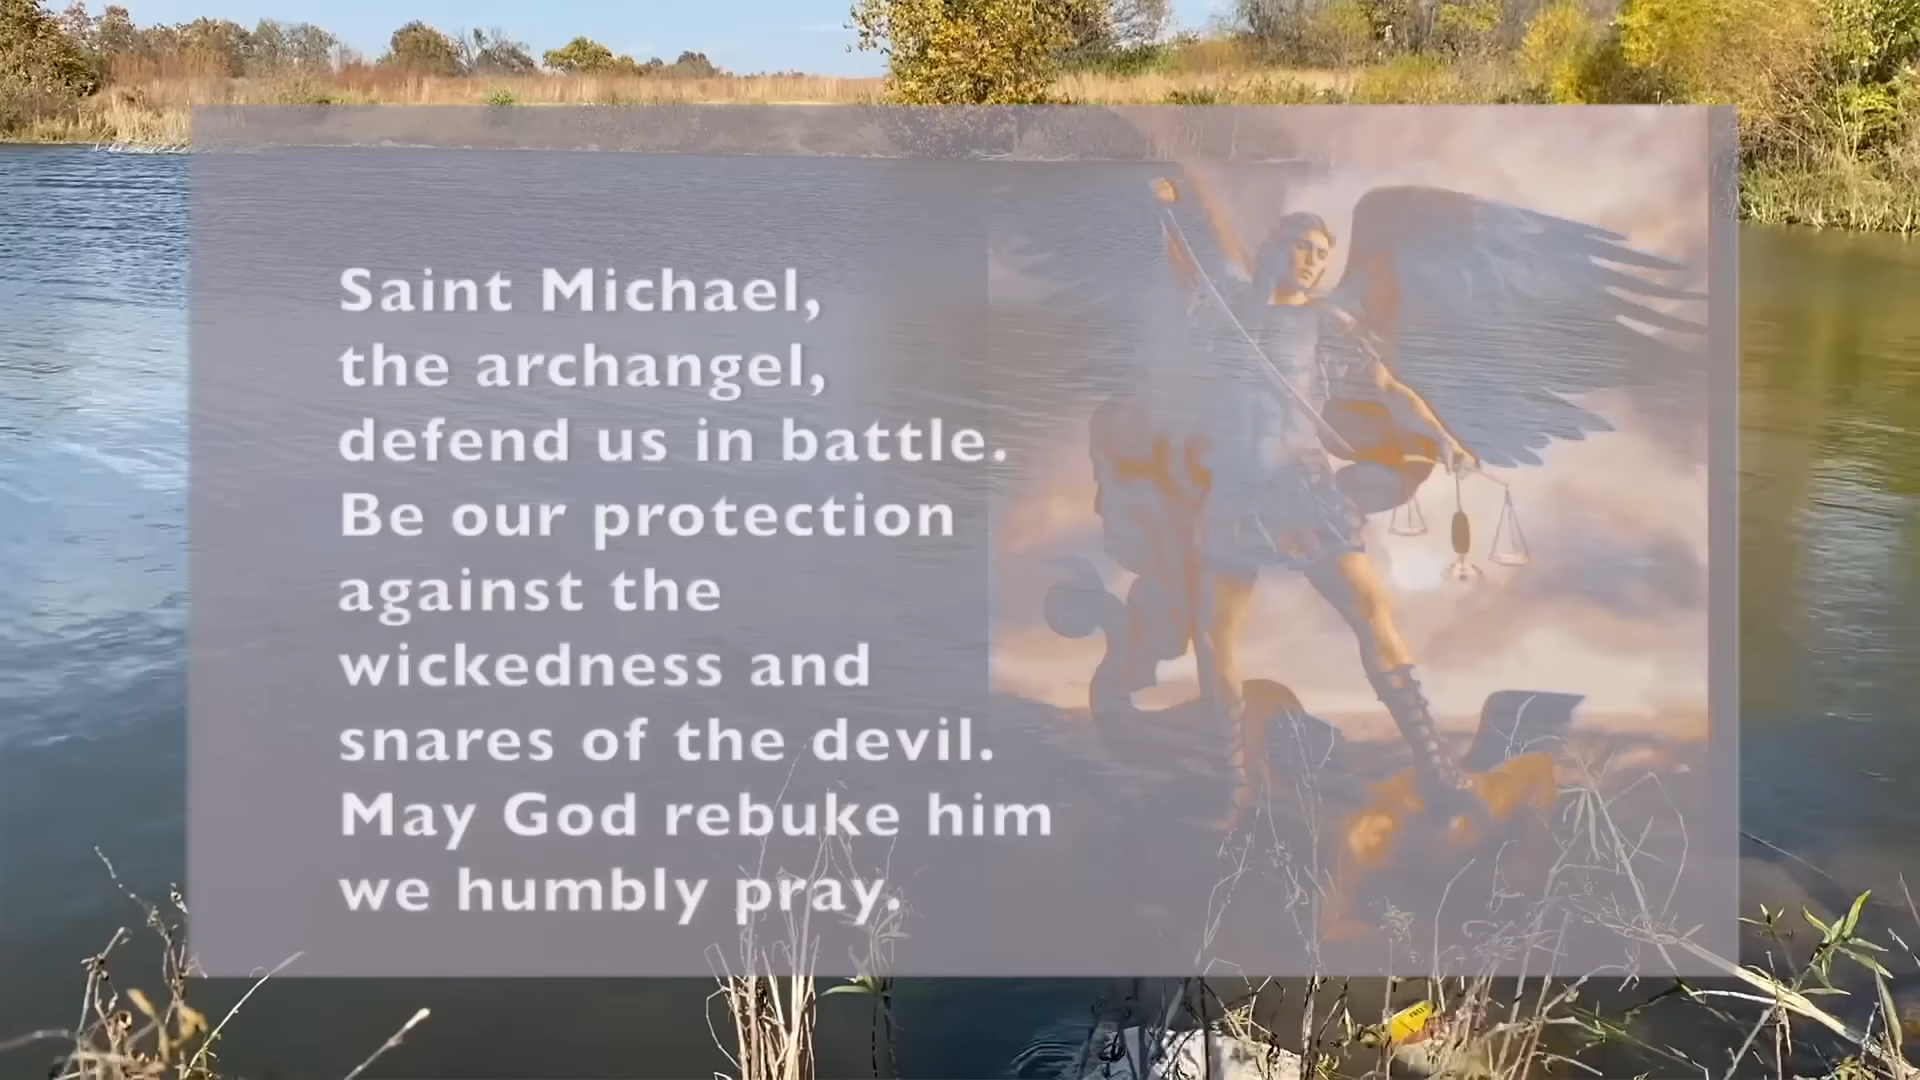 Saint Michael,
the archangel,
defend us in battle.
Be our protection
against the
wickedness and
snares of the devil.
May God rebuke him
we humbly pray.